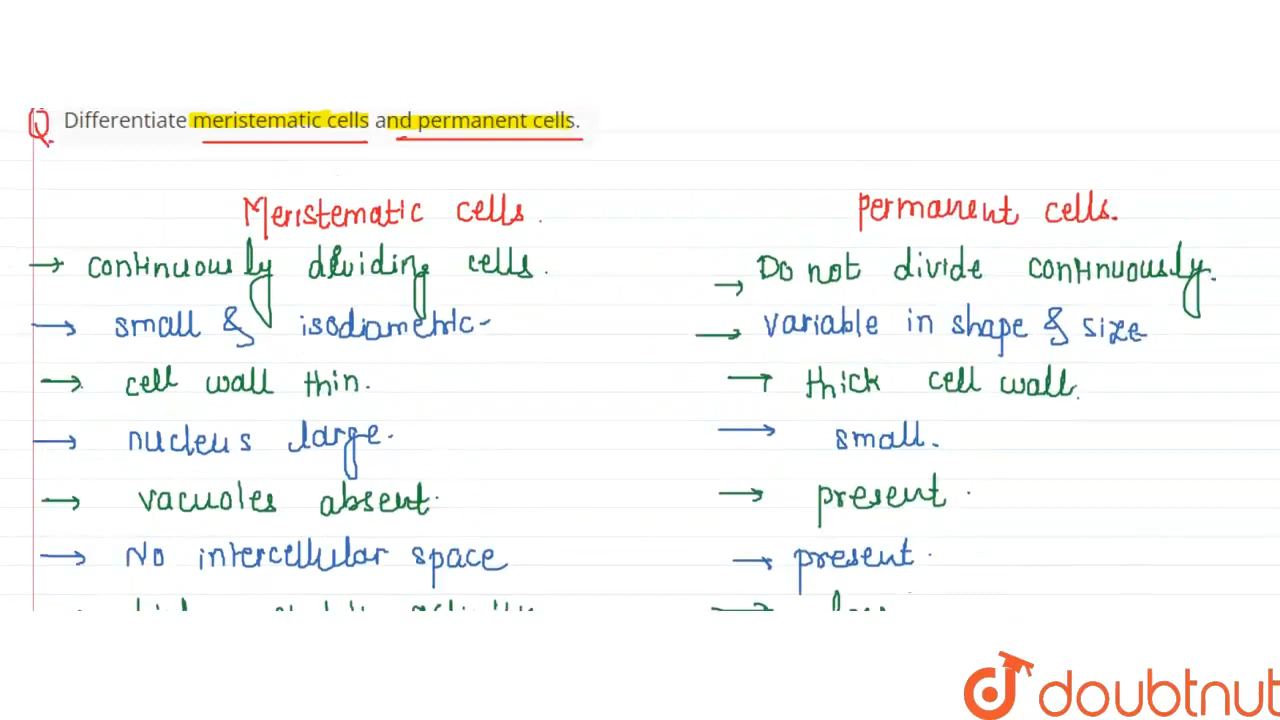 Q. Differentiate meristematic cells and permanent cells.
Meristematic cells. permanent cells.
→ continuously dividing cells. → Do not divide continuously.
→ small & isodiametric- → variable in shape & size
→ cell wall thin. → thick cell wall.
→ nucleus large. → small.
→ vacuoles absent. → present.
→ No intercellular space → present.
doubtnut